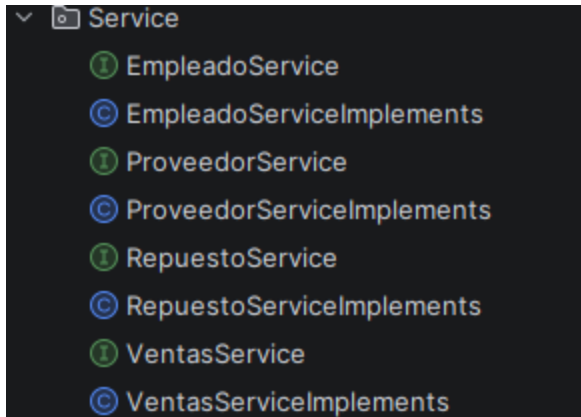 Service
EmpleadoService
EmpleadoServiceImplements
ProveedorService
ProveedorServiceImplements
RepuestoService
RepuestoServiceImplements
VentasService
VentasServiceImplements